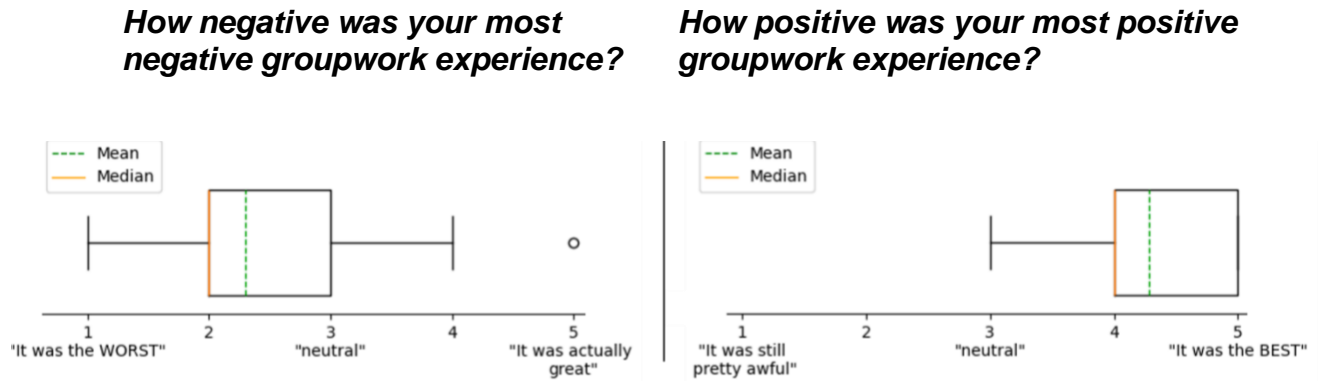 How negative was your most
negative groupwork experience?
Mean
Median
1
2
3
4
5
"It was the WORST"
"neutral"
"It was actually
great"
How positive was your most positive
groupwork experience?
Mean
Median
1
2
3
4
5
"It was still
pretty awful"
"neutral"
"It was the BEST"